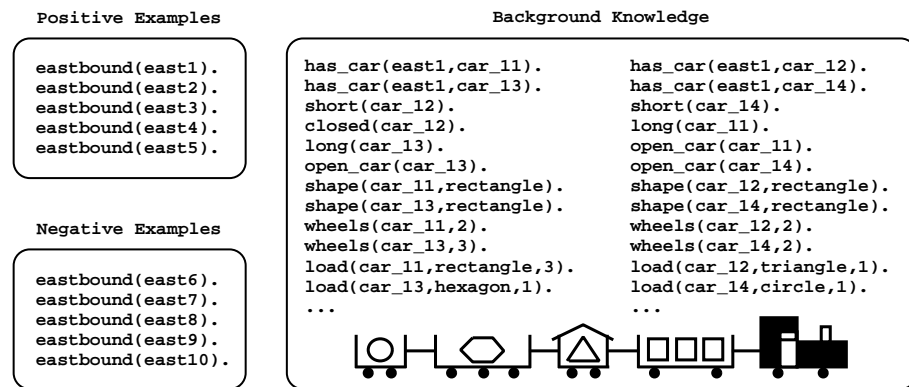 Positive Examples
eastbound(east1).
eastbound(east2).
eastbound(east3).
eastbound(east4).
eastbound(east5).
Negative Examples
eastbound(east6).
eastbound(east7).
eastbound(east8).
eastbound(east9).
eastbound(east10).
Background Knowledge
has_car(east1,car_11). has_car(east1,car_12).
has_car(east1,car_13). has_car(east1,car_14).
short(car_12). short(car_14).
closed(car_12). long(car_11).
long(car_13). open_car(car_11).
open_car(car_13). open_car(car_14).
shape(car_11,rectangle). shape(car_12,rectangle).
shape(car_13,rectangle). shape(car_14,rectangle).
wheels(car_11,2). wheels(car_12,2).
wheels(car_13,3). wheels(car_14,2).
load(car_11,rectangle,3). load(car_12,triangle,1).
load(car_13,hexagon,1). load(car_14,circle,1).
... ...